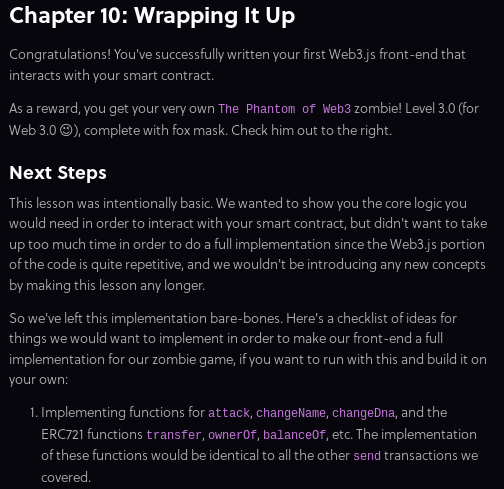 Chapter 10: Wrapping It Up
Congratulations! You've successfully written your first Web3.js front-end that
interacts with your smart contract.
As a reward, you get your very own The Phantom of Web3 zombie! Level 3.0 (for
Web 3.0 😉), complete with fox mask. Check him out to the right.
Next Steps
This lesson was intentionally basic. We wanted to show you the core logic you
would need in order to interact with your smart contract, but didn't want to take
up too much time in order to do a full implementation since the Web3.js portion
of the code is quite repetitive, and we wouldn't be introducing any new concepts
by making this lesson any longer.
So we've left this implementation bare-bones. Here's a checklist of ideas for
things we would want to implement in order to make our front-end a full
implementation for our zombie game, if you want to run with this and build it on
your own:
1. Implementing functions for attack, changeName, changeDna, and the
ERC721 functions transfer, ownerOf, balanceOf, etc. The implementation
of these functions would be identical to all the other send transactions we
covered.